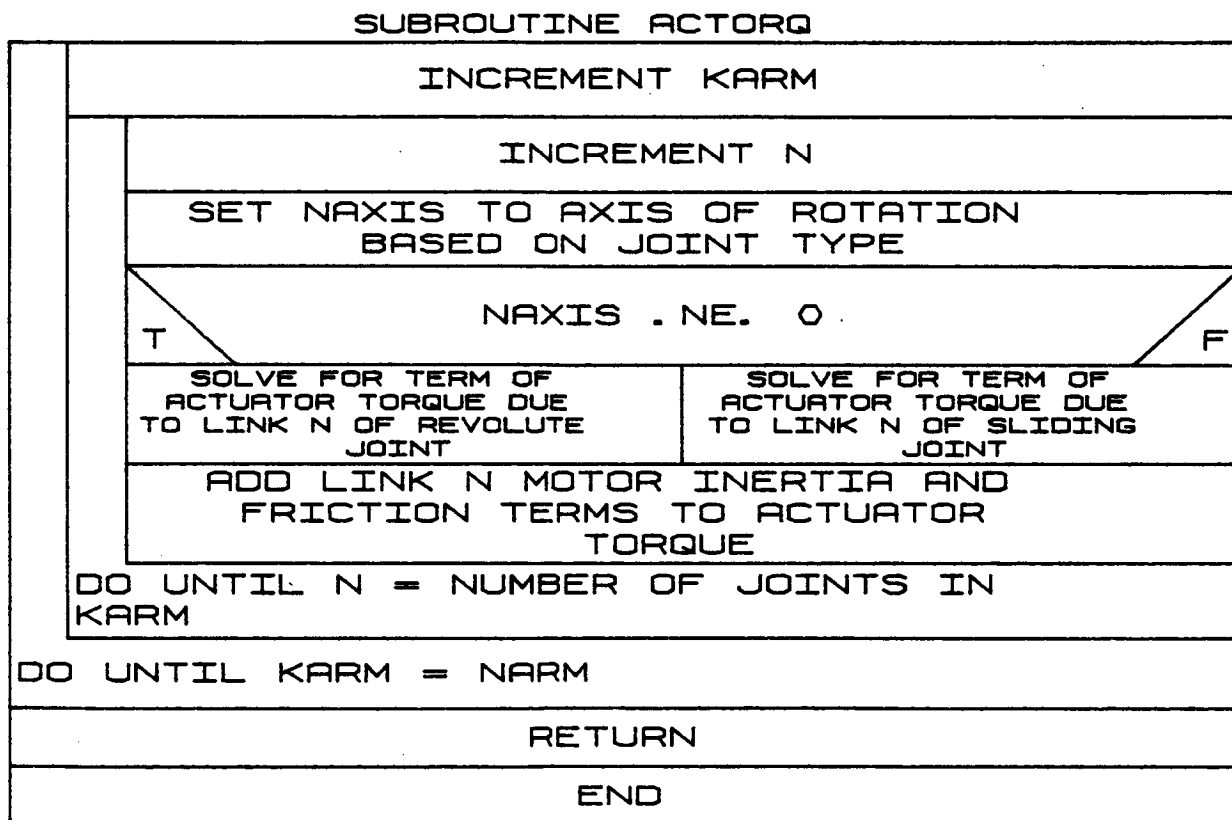 SUBROUTINE ACTORQ
INCREMENT KARM
INCREMENT N
SET NAXIS TO AXIS OF ROTATION
BASED ON JOINT TYPE
NAXIS .NE. 0
T
F
SOLVE FOR TERM OF
ACTUATOR TORQUE DUE
TO LINK N OF REVOLUTE
JOINT
SOLVE FOR TERM OF
ACTUATOR TORQUE DUE
TO LINK N OF SLIDING
JOINT
ADD LINK N MOTOR INERTIA AND
FRICTION TERMS TO ACTUATOR
TORQUE
DO UNTIL N = NUMBER OF JOINTS IN
KARM
DO UNTIL KARM = NARM
RETURN
END